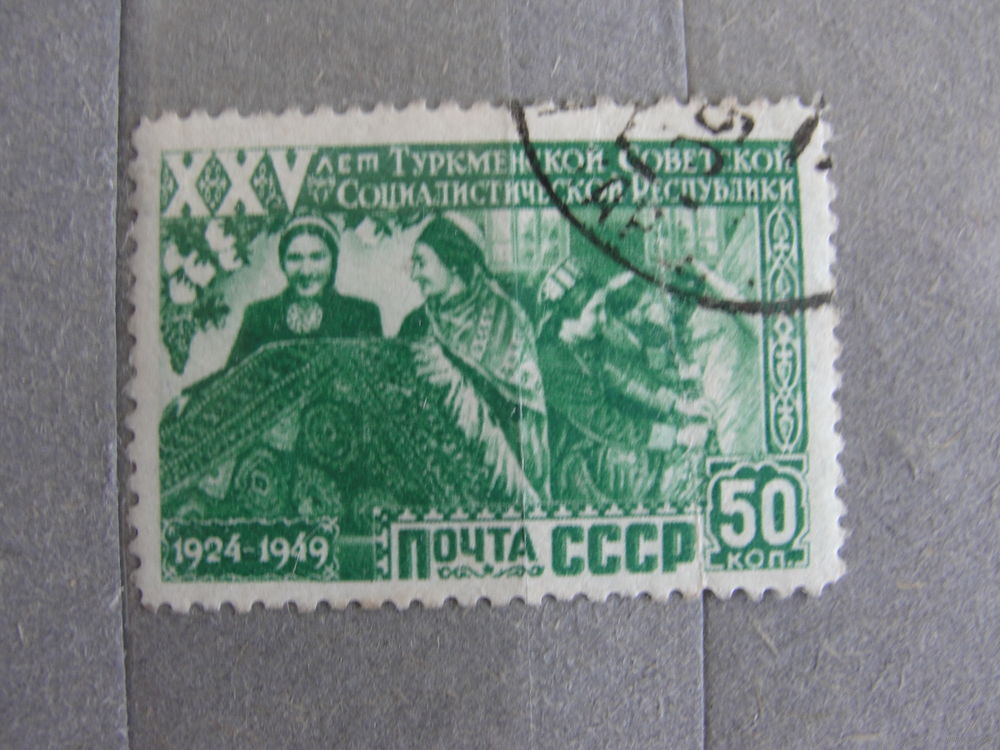 XXV лет Туркменской Советской
Социалистической Республики
1924-1949
Почта СССР
50
коп.